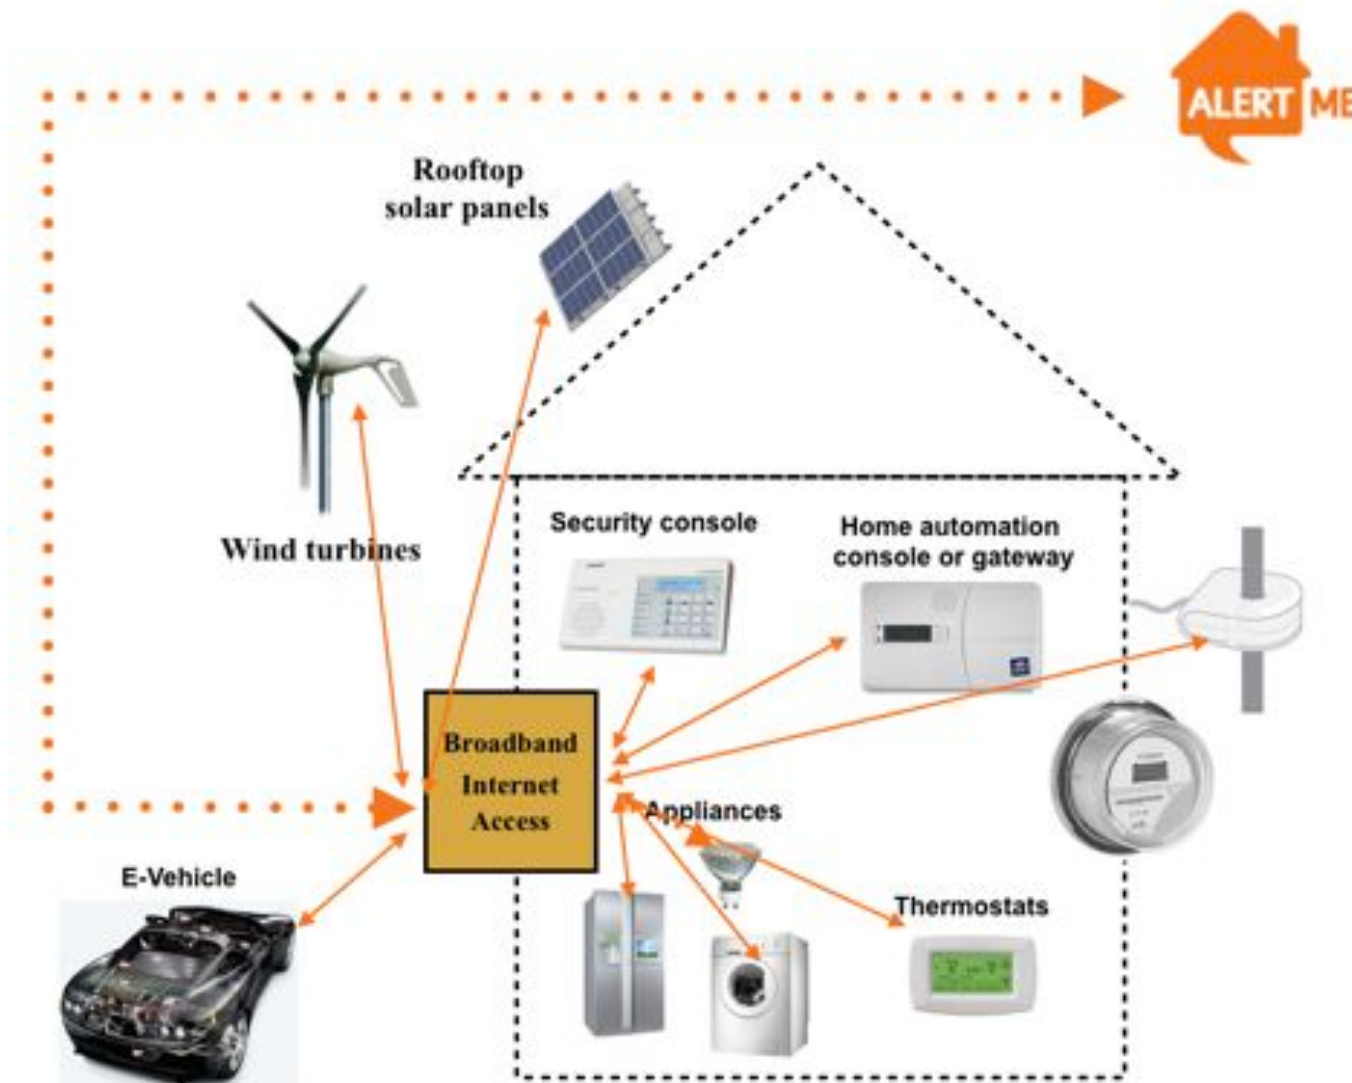 ALERT ME
Rooftop
solar panels
Wind turbines
Security console
Home automation
console or gateway
Broadband
Internet
Access
Appliances
E-Vehicle
Thermostats